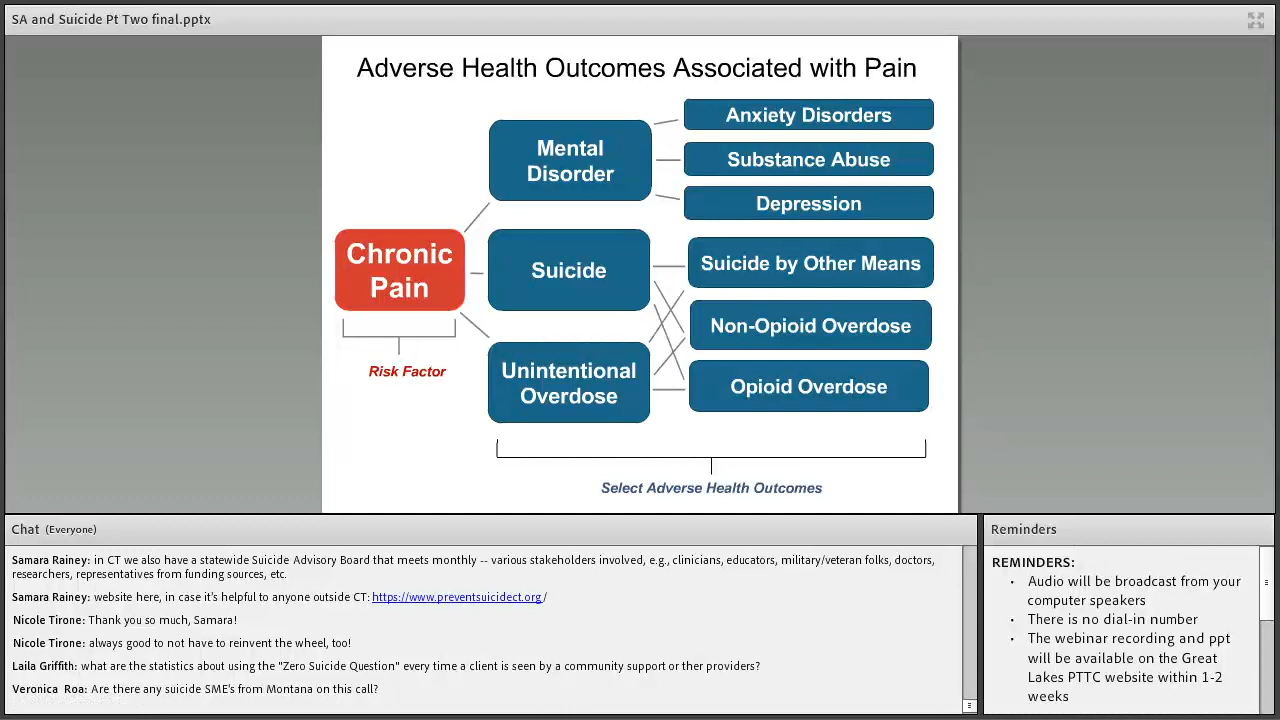 SA and Suicide Pt Two final.pptx
Adverse Health Outcomes Associated with Pain
Chronic
Pain
Risk Factor
Mental
Disorder
Anxiety Disorders
Substance Abuse
Depression
Suicide
Suicide by Other Means
Non-Opioid Overdose
Unintentional
Overdose
Opioid Overdose
Select Adverse Health Outcomes
Chat (Everyone)
Samara Rainey: in CT we also have a statewide Suicide Advisory Board that meets monthly -- various stakeholders involved, e.g., clinicians, educators, military/veteran folks, doctors,
researchers, representatives from funding sources, etc.
Samara Rainey: website here, in case it's helpful to anyone outside CT: https://www.preventsuicidect.org/
Nicole Tirone: Thank you so much, Samara!
Nicole Tirone: always good to not have to reinvent the wheel, too!
Laila Griffith: what are the statistics about using the "Zero Suicide Question" every time a client is seen by a community support or ther providers?
Veronica Roa: Are there any suicide SME's from Montana on this call?
Reminders
REMINDERS:
• Audio will be broadcast from your
computer speakers
• There is no dial-in number
• The webinar recording and ppt
will be available on the Great
Lakes PTTC website within 1-2
weeks